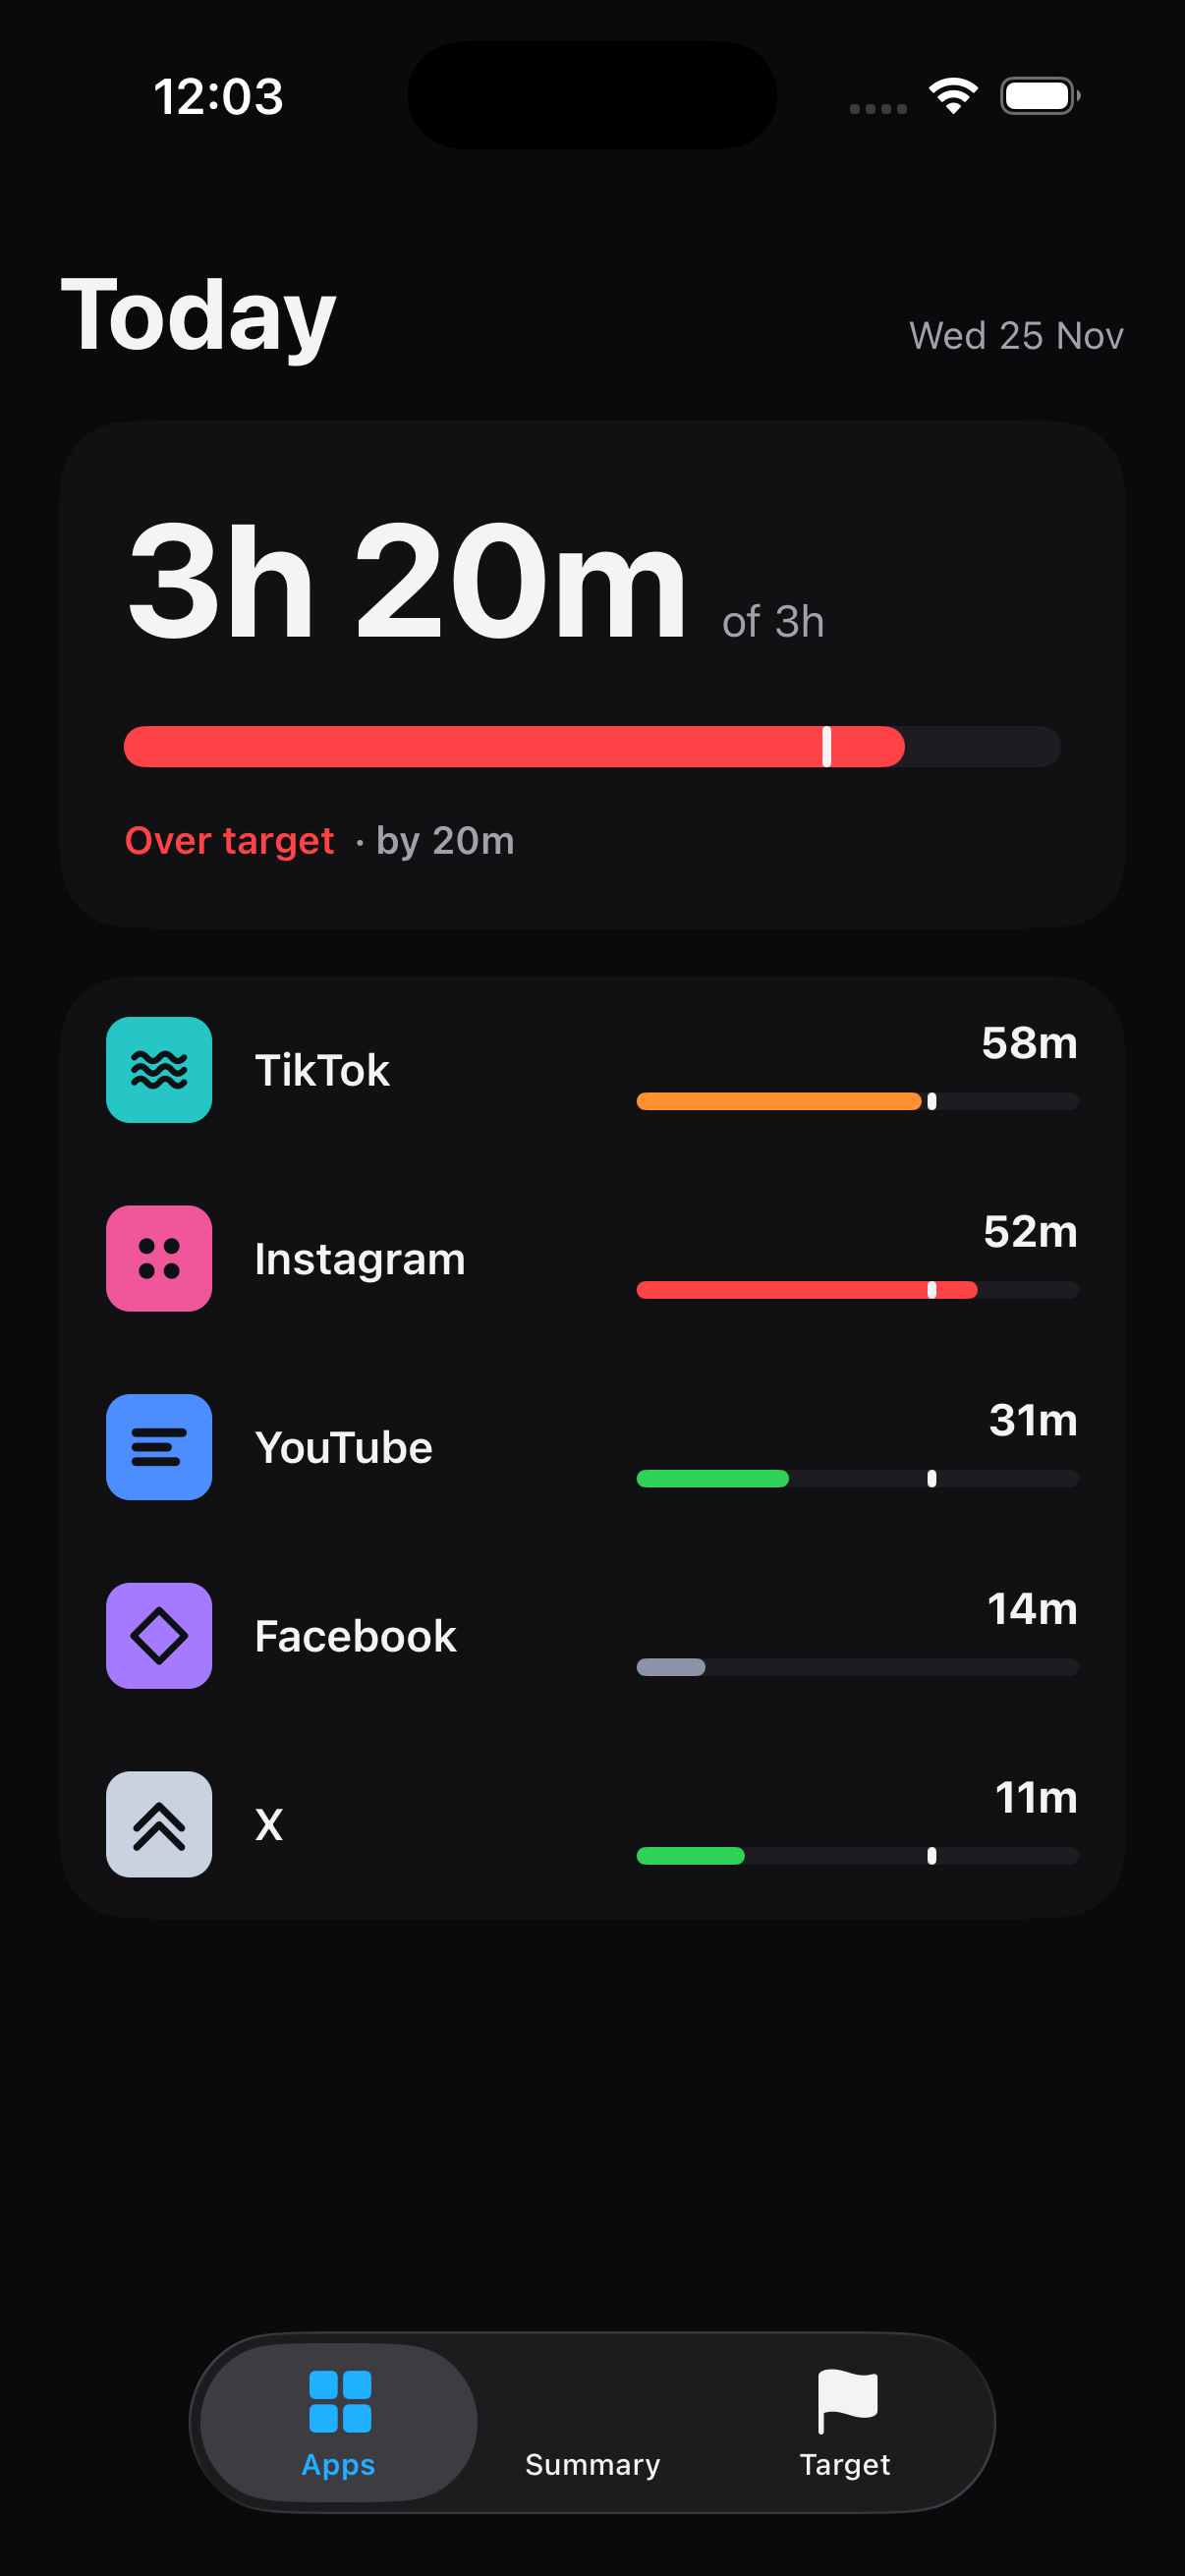 12:03
Today
Wed 25 Nov
3h 20m of 3h
Over target · by 20m
TikTok
58m
Instagram
52m
YouTube
31m
Facebook
14m
X
11m
Apps
Summary
Target